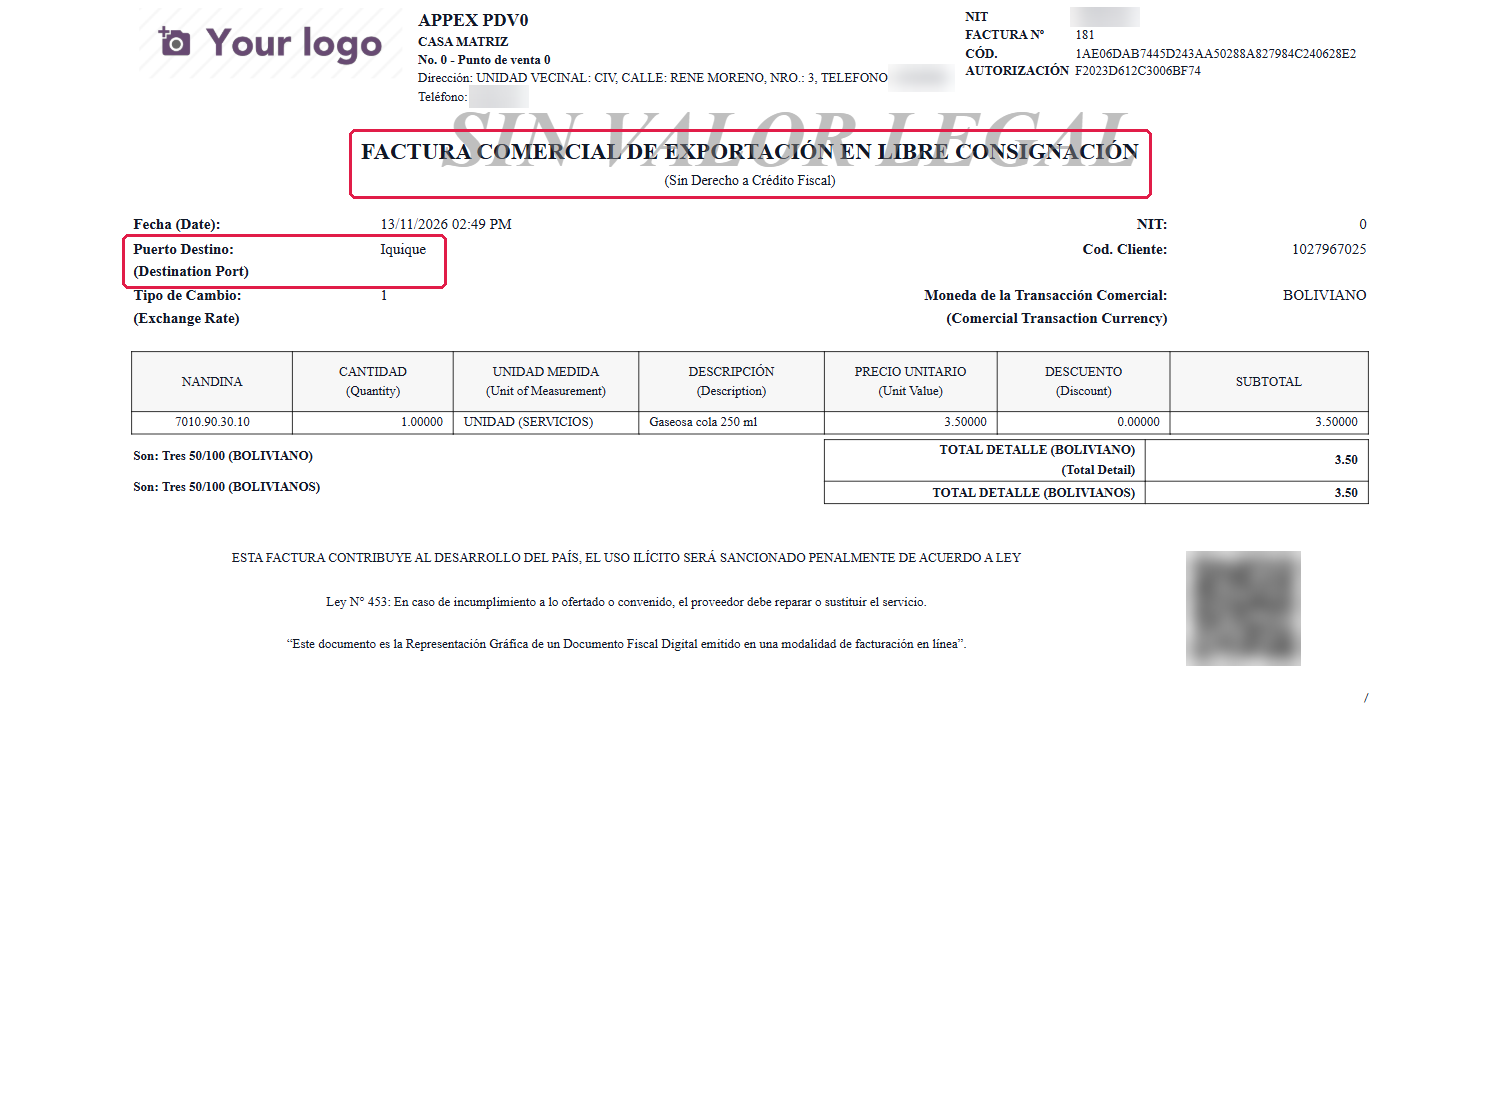 Your logo
APPEX PDV0
CASA MATRIZ
No. 0 - Punto de venta 0
Dirección: UNIDAD VECINAL: CIV, CALLE: RENE MORENO, NRO.: 3, TELEFONO
Teléfono:
NIT
FACTURA Nº 181
CÓD. 1AE06DAB7445D243AA50288A827984C240628E2
AUTORIZACIÓN F2023D612C3006BF74
SIN VALOR LEGAL
FACTURA COMERCIAL DE EXPORTACIÓN EN LIBRE CONSIGNACIÓN
(Sin Derecho a Crédito Fiscal)
Fecha (Date): 13/11/2026 02:49 PM NIT: 0
Puerto Destino: Iquique Cod. Cliente: 1027967025
(Destination Port)
Tipo de Cambio: 1 Moneda de la Transacción Comercial: BOLIVIANO
(Exchange Rate) (Comercial Transaction Currency)
NANDINA CANTIDAD UNIDAD MEDIDA DESCRIPCIÓN PRECIO UNITARIO DESCUENTO SUBTOTAL
(Quantity) (Unit of Measurement) (Description) (Unit Value) (Discount)
7010.90.30.10 1.00000 UNIDAD (SERVICIOS) Gaseosa cola 250 ml 3.50000 0.00000 3.50000
Son: Tres 50/100 (BOLIVIANO)
Son: Tres 50/100 (BOLIVIANOS)
TOTAL DETALLE (BOLIVIANO) 3.50
(Total Detail)
TOTAL DETALLE (BOLIVIANOS) 3.50
ESTA FACTURA CONTRIBUYE AL DESARROLLO DEL PAÍS, EL USO ILÍCITO SERÁ SANCIONADO PENALMENTE DE ACUERDO A LEY
Ley N° 453: En caso de incumplimiento a lo ofertado o convenido, el proveedor debe reparar o sustituir el servicio.
“Este documento es la Representación Gráfica de un Documento Fiscal Digital emitido en una modalidad de facturación en línea”.
/